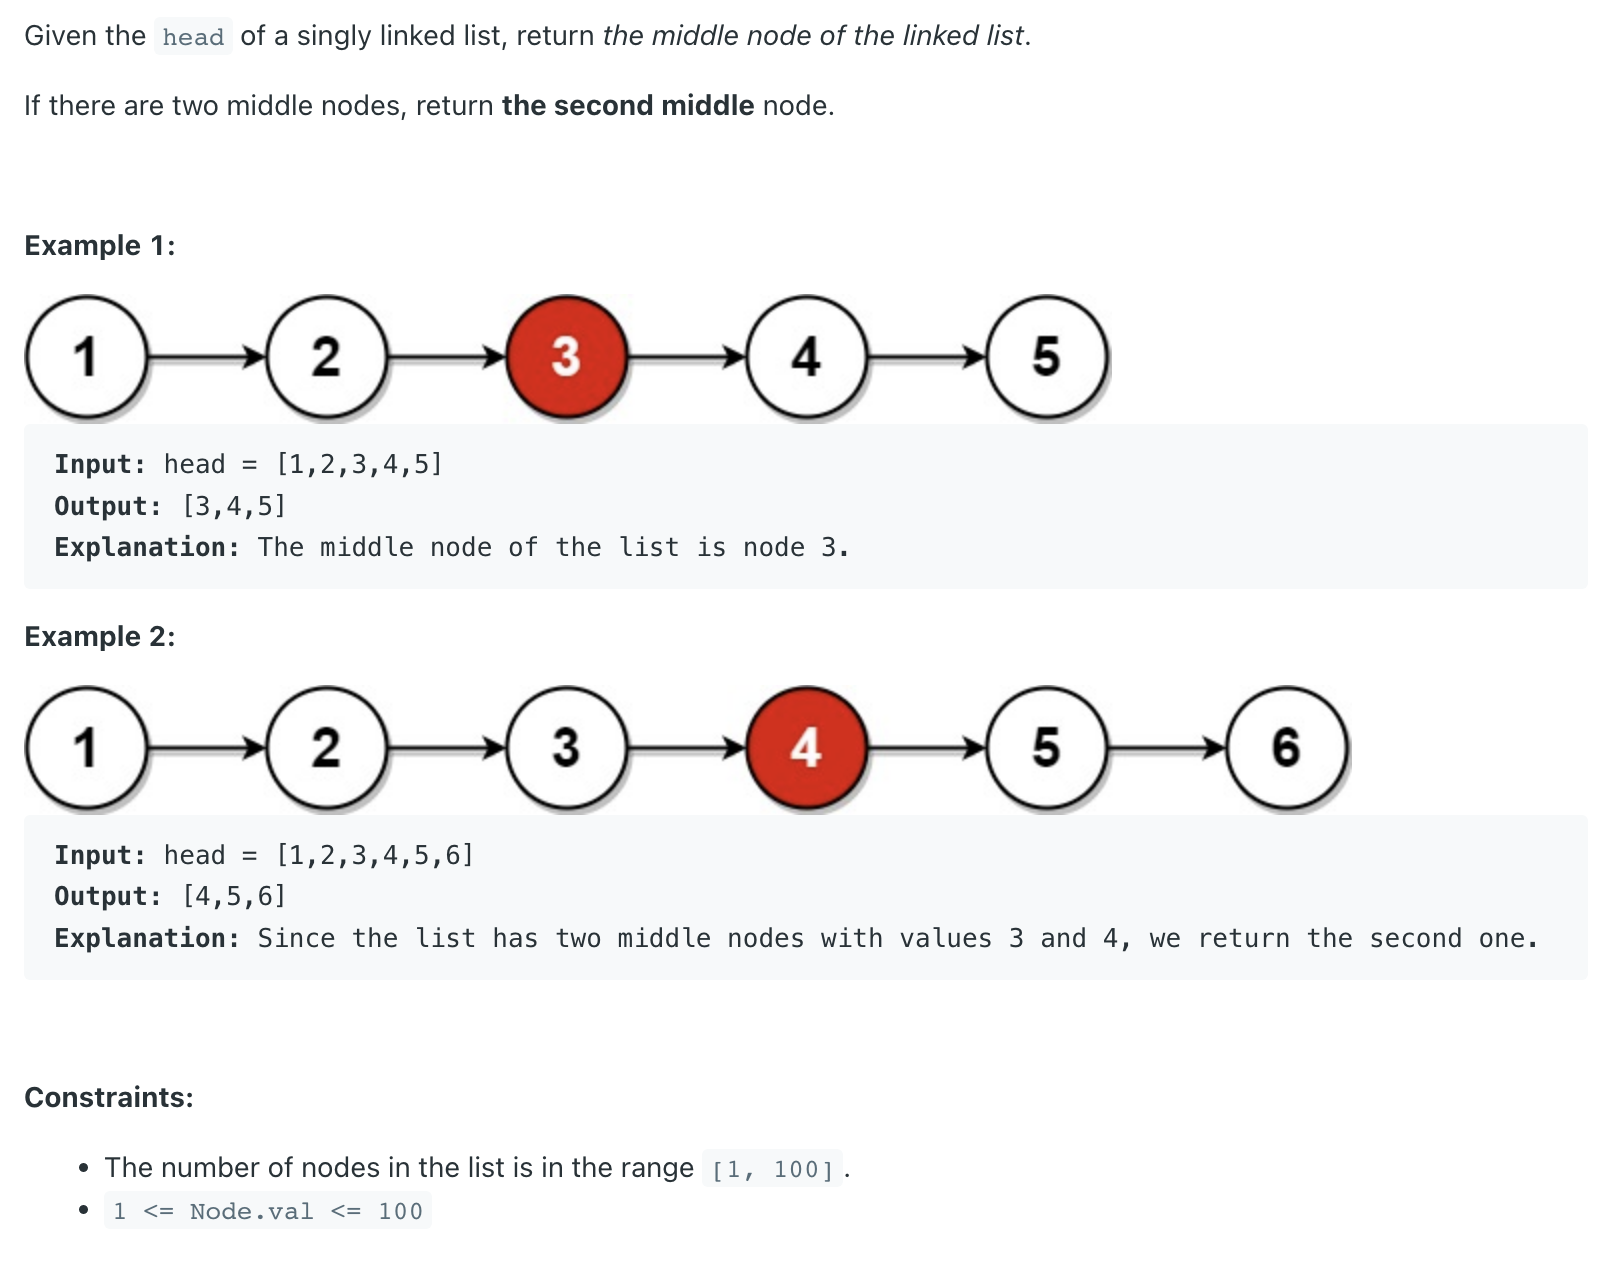 Given the head of a singly linked list, return the middle node of the linked list.
If there are two middle nodes, return the second middle node.
Example 1:
1 2 3 4 5
Input: head = [1,2,3,4,5]
Output: [3,4,5]
Explanation: The middle node of the list is node 3.
Example 2:
1 2 3 4 5 6
Input: head = [1,2,3,4,5,6]
Output: [4,5,6]
Explanation: Since the list has two middle nodes with values 3 and 4, we return the second one.
Constraints:
• The number of nodes in the list is in the range [1, 100].
• 1 <= Node.val <= 100